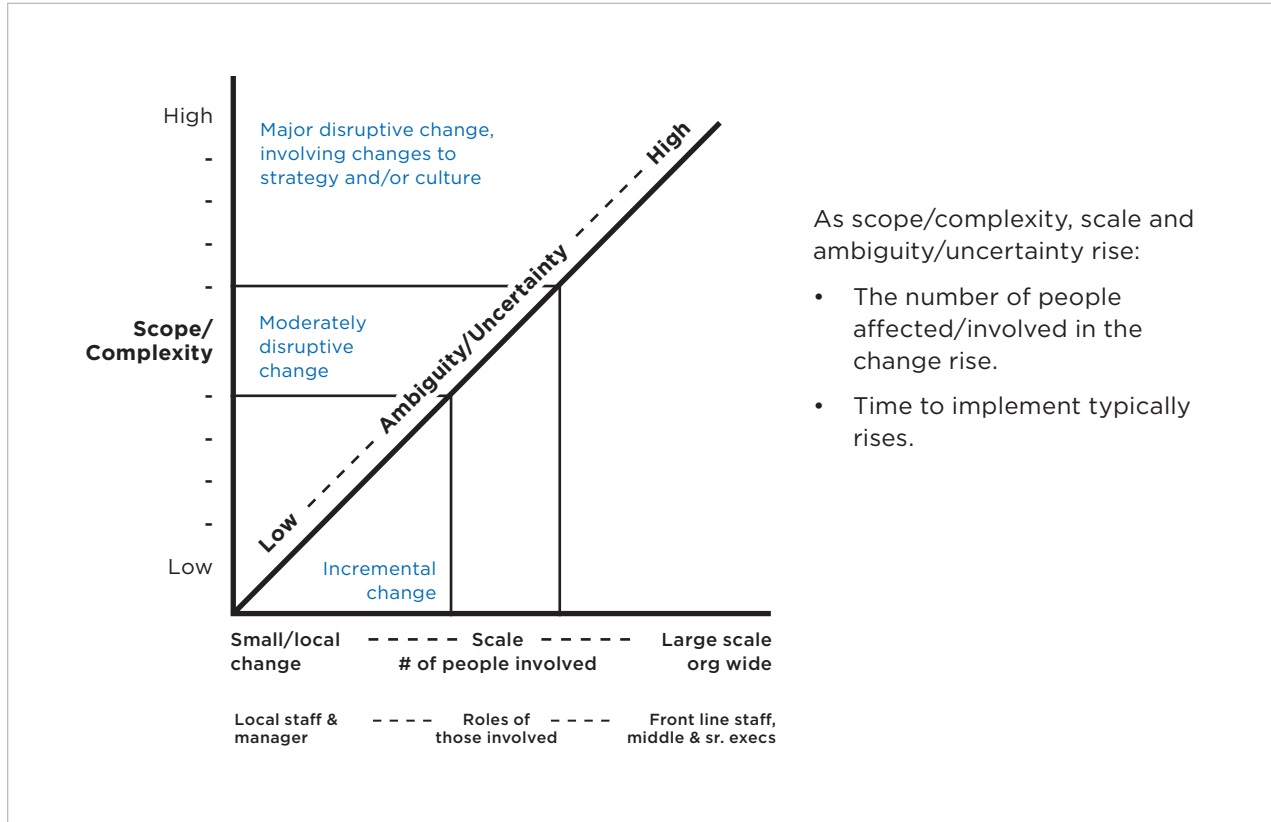 High
Major disruptive change,
involving changes to
strategy and/or culture
Scope/
Complexity
Moderately
disruptive
change
Low
Incremental
change
Low
Ambiguity/Uncertainty
High
Small/local
change
Scale
# of people involved
Large scale
org wide
Local staff &
manager
Roles of
those involved
Front line staff,
middle & sr. execs
As scope/complexity, scale and
ambiguity/uncertainty rise:
• The number of people
affected/involved in the
change rise.
• Time to implement typically
rises.